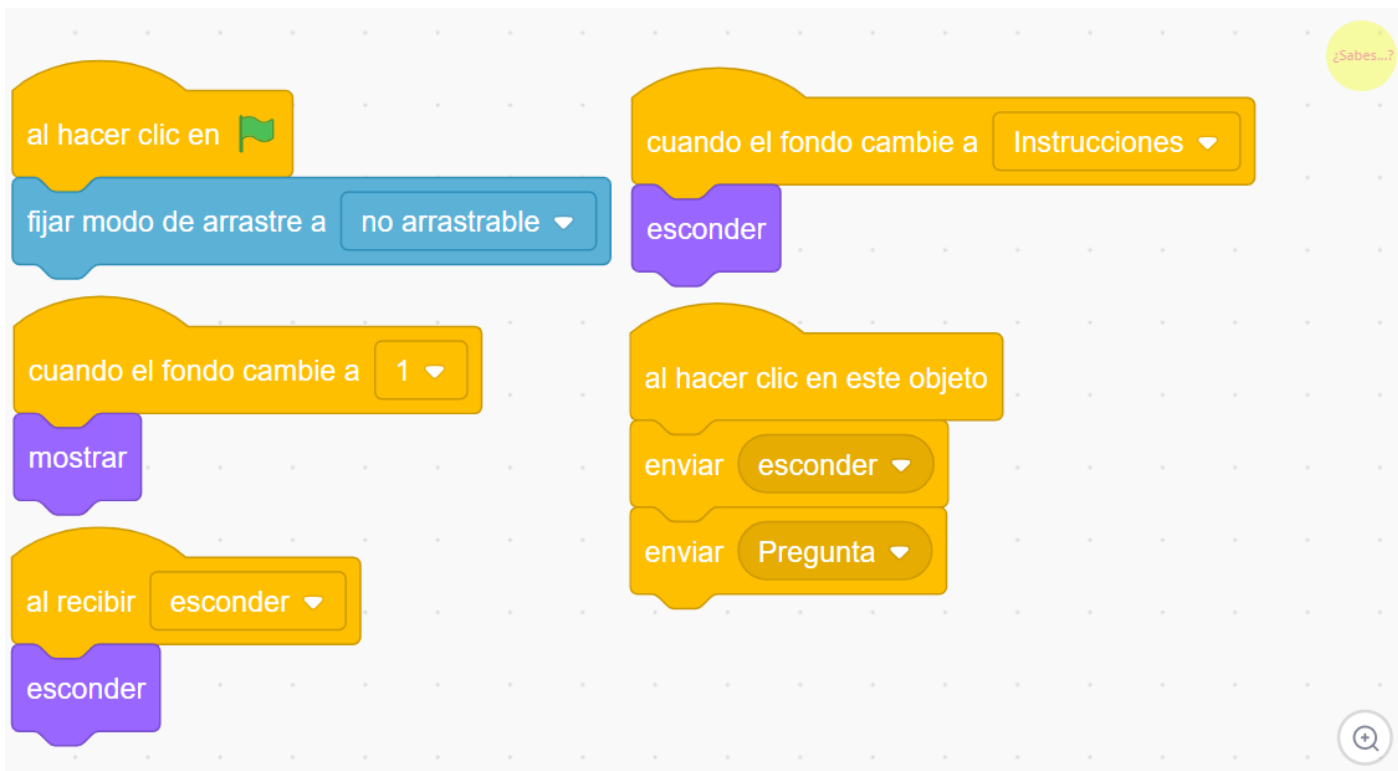 al hacer clic en
fijar modo de arrastre a no arrastrable
cuando el fondo cambie a 1
mostrar
al recibir esconder
esconder
cuando el fondo cambie a Instrucciones
esconder
al hacer clic en este objeto
enviar esconder
enviar Pregunta
¿Sabes...?